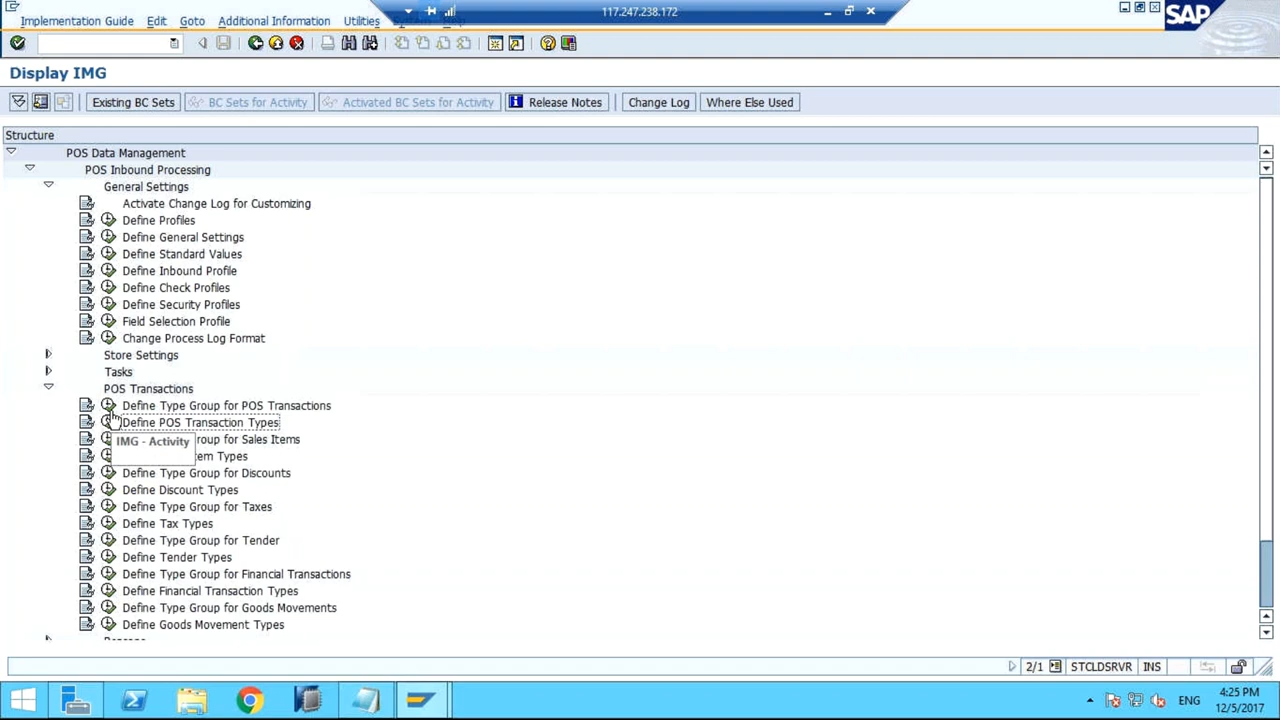 117.247.238.172
Implementation Guide Edit Goto Additional Information Utilities System Help
SAP
Display IMG
Existing BC Sets BC Sets for Activity Activated BC Sets for Activity Release Notes Change Log Where Else Used
Structure
POS Data Management
POS Inbound Processing
General Settings
Activate Change Log for Customizing
Define Profiles
Define General Settings
Define Standard Values
Define Inbound Profile
Define Check Profiles
Define Security Profiles
Field Selection Profile
Change Process Log Format
Store Settings
Tasks
POS Transactions
Define Type Group for POS Transactions
Define POS Transaction Types
roup for Sales Items
IMG - Activity
em Types
Define Type Group for Discounts
Define Discount Types
Define Type Group for Taxes
Define Tax Types
Define Type Group for Tender
Define Tender Types
Define Type Group for Financial Transactions
Define Financial Transaction Types
Define Type Group for Goods Movements
Define Goods Movement Types
2/1 STCLDSRVR INS
ENG
4:25 PM
12/5/2017